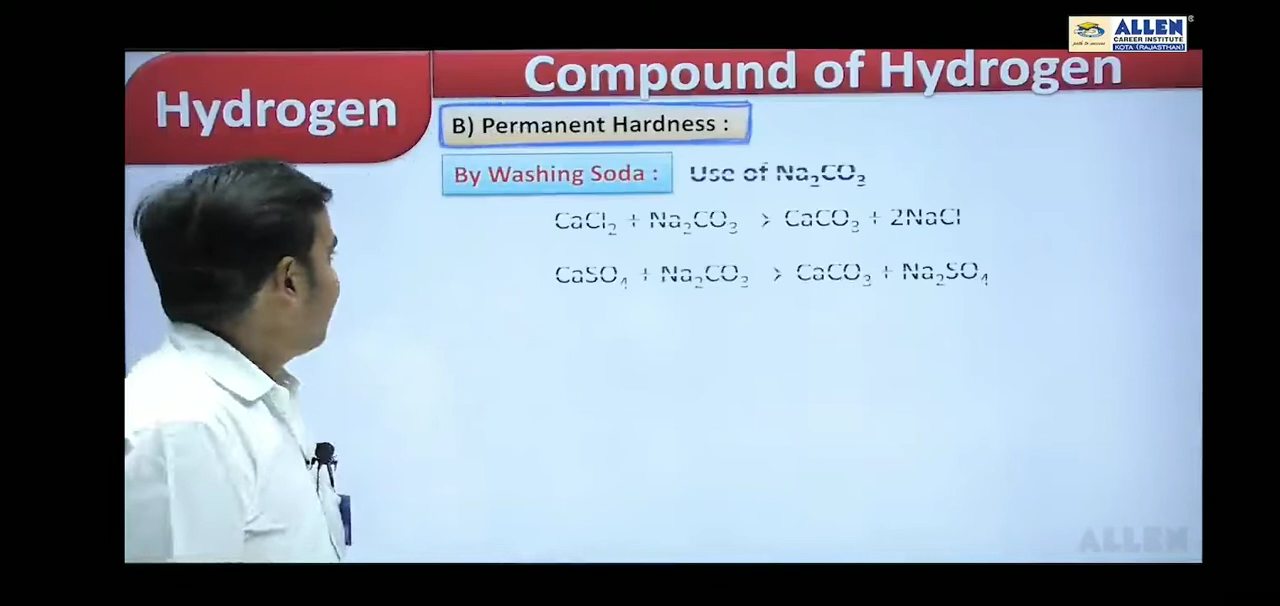 ALLEN
CAREER INSTITUTE
KOTA (RAJASTHAN)
Compound of Hydrogen
Hydrogen
B) Permanent Hardness :
By Washing Soda : Use of Na₂CO₃
CaCl₂ + Na₂CO₃ > CaCO₃ + 2NaCl
CaSO₄ + Na₂CO₃ > CaCO₃ + Na₂SO₄
ALLEN